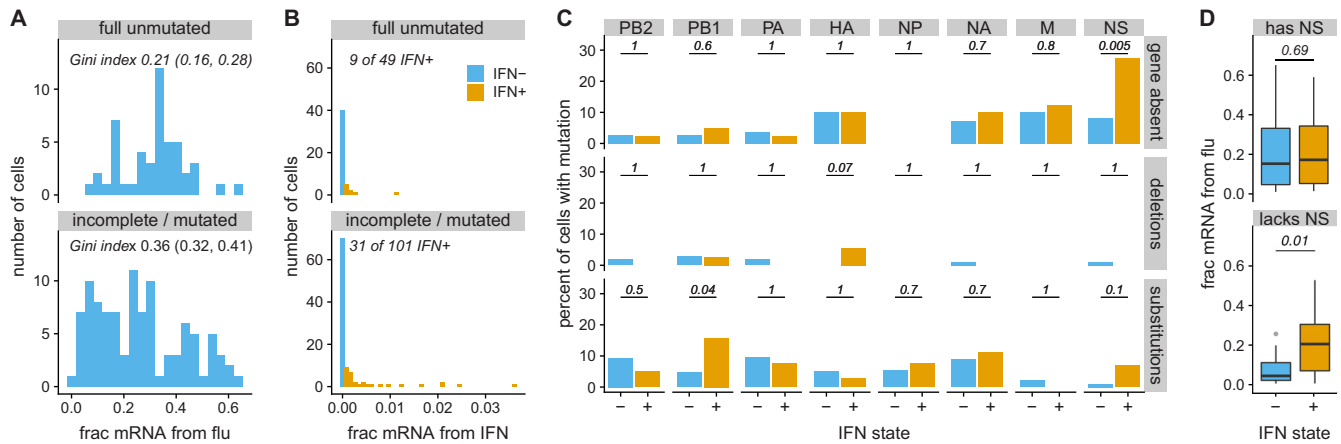 A
full unmutated
Gini index 0.21 (0.16, 0.28)
10
5
0
incomplete / mutated
Gini index 0.36 (0.32, 0.41)
10
5
0
number of cells
0.0 0.2 0.4 0.6
frac mRNA from flu
B
full unmutated
9 of 49 IFN+
IFN−
IFN+
60
40
20
0
incomplete / mutated
31 of 101 IFN+
60
40
20
0
number of cells
0.00 0.01 0.02 0.03
frac mRNA from IFN
C
PB2 PB1 PA HA NP NA M NS
1 0.6 1 1 1 0.7 0.8 0.005
30
20
10
0
gene absent
1 1 1 0.07 1 1 1 1
30
20
10
0
deletions
0.5 0.04 1 1 0.7 0.7 1 0.1
30
20
10
0
substitutions
percent of cells with mutation
− + − + − + − + − + − + − + − +
IFN state
D
has NS
0.69
0.6
0.4
0.2
0.0
lacks NS
0.01
0.6
0.4
0.2
0.0
frac mRNA from flu
− +
IFN state